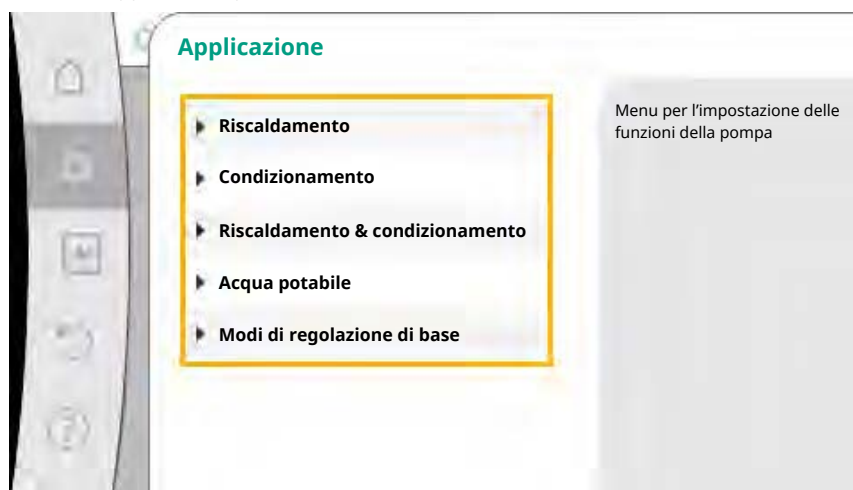 Applicazione
Riscaldamento
Condizionamento
Riscaldamento & condizionamento
Acqua potabile
Modi di regolazione di base
Menu per l'impostazione delle
funzioni della pompa